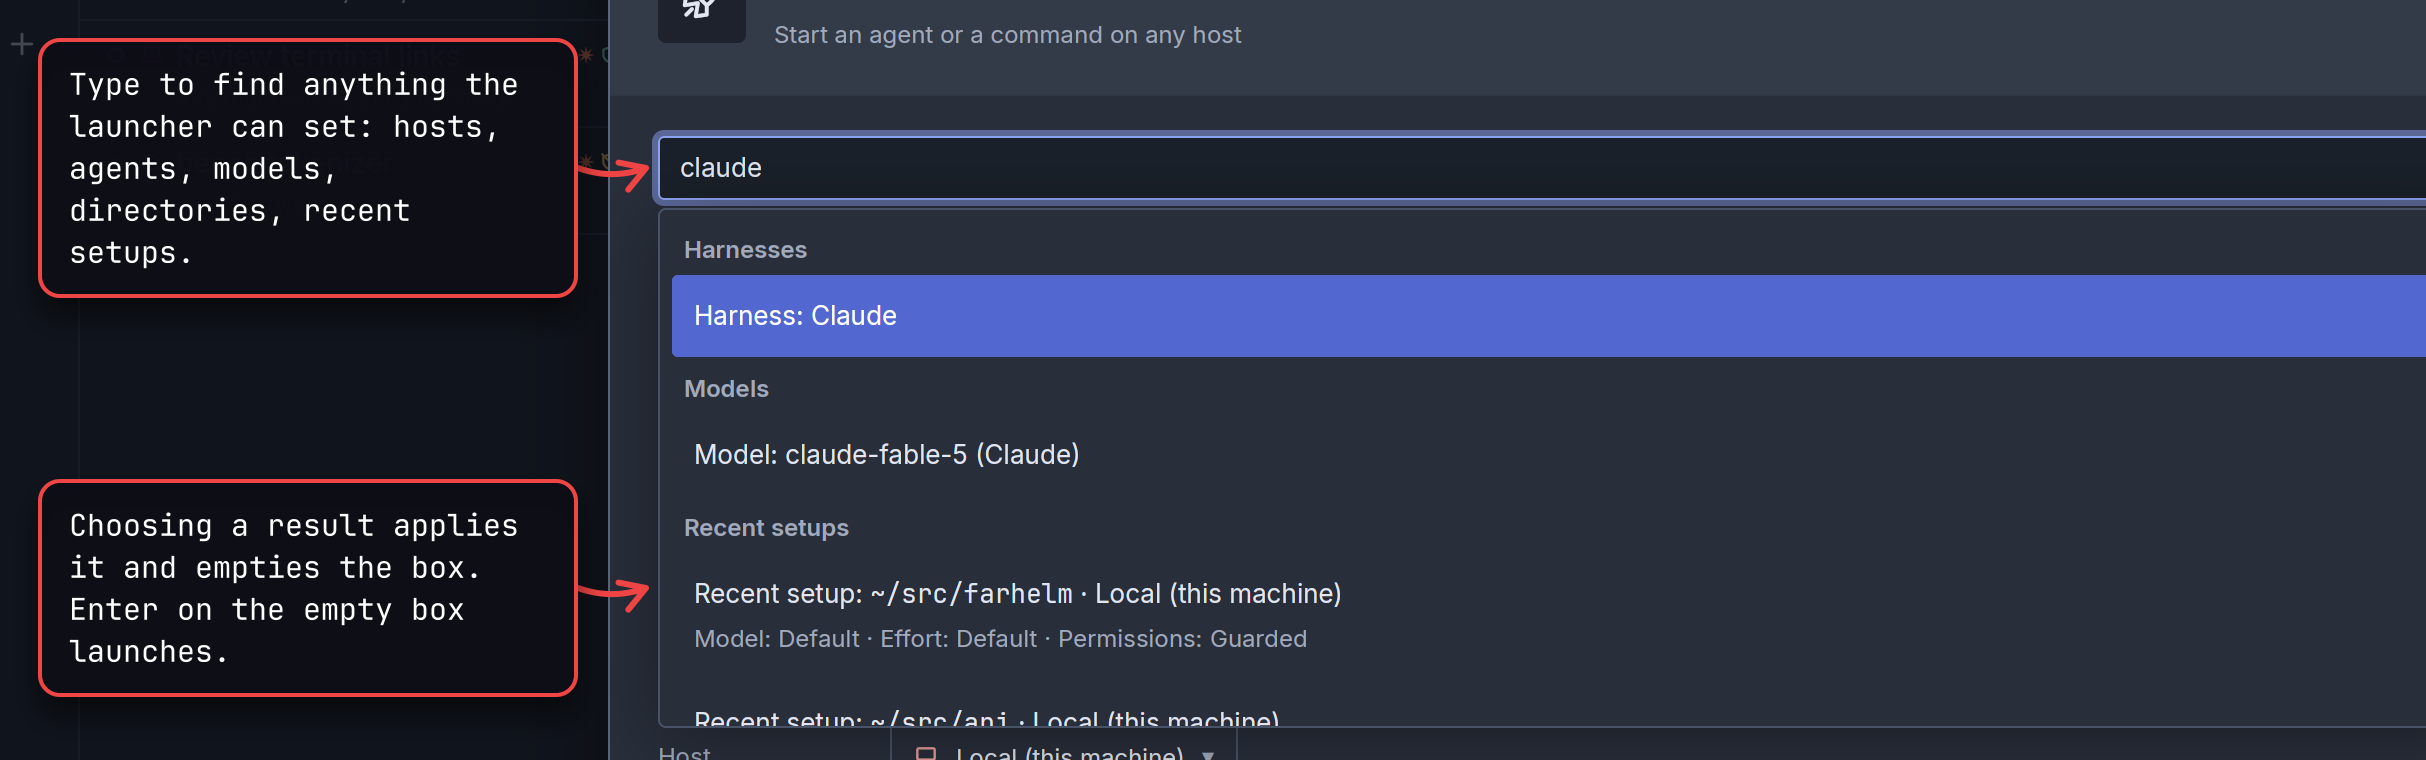 Start an agent or a command on any host
Review terminal links
Type to find anything the
launcher can set: hosts,
agents, models,
directories, recent
setups.
claude
Harnesses
Harness: Claude
Models
Model: claude-fable-5 (Claude)
Recent setups
Choosing a result applies
it and empties the box.
Enter on the empty box
launches.
Recent setup: ~/src/farhelm · Local (this machine)
Model: Default · Effort: Default · Permissions: Guarded
Recent setup: ~/src/api · Local (this machine)
Host
Local (this machine)